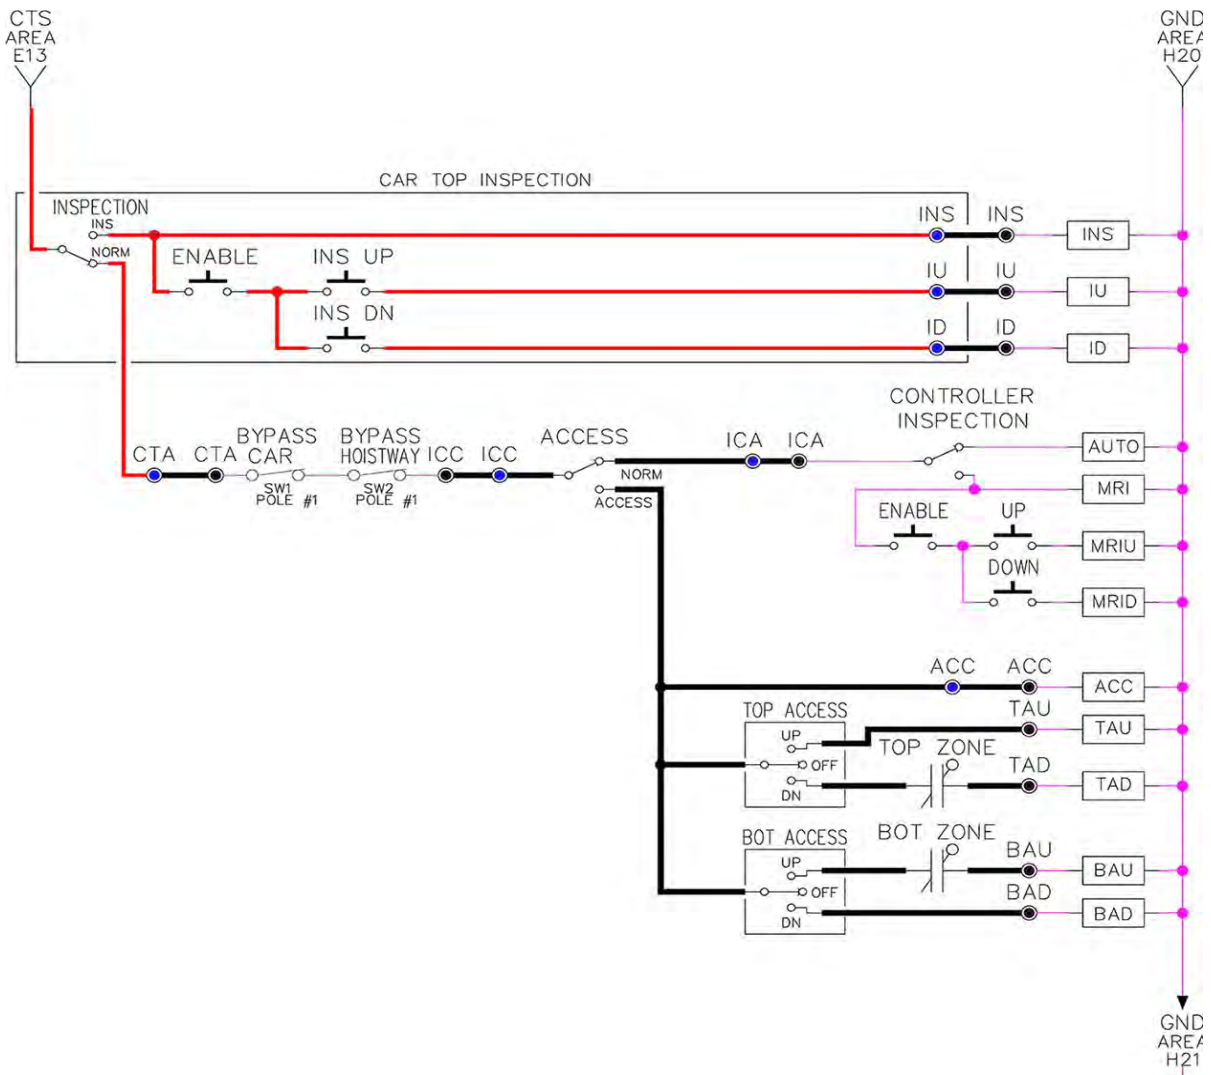 CTS
AREA
E13
GND
AREA
H20
CAR TOP INSPECTION
INSPECTION
INS
NORM
ENABLE
INS UP
INS DN
INS INS
INS
IU IU
IU
ID ID
ID
CONTROLLER
INSPECTION
CTA CTA
BYPASS
CAR
SW1
POLE #1
BYPASS
HOISTWAY
SW2
POLE #1
ICC ICC
ACCESS
NORM
ACCESS
ICA ICA
AUTO
MRI
ENABLE
UP
MRIU
DOWN
MRID
ACC ACC
ACC
TOP ACCESS
UP
OFF
DN
TAU
TAU
TOP ZONE
TAD
TAD
BOT ACCESS
UP
OFF
DN
BOT ZONE
BAU
BAU
BAD
BAD
GND
AREA
H21